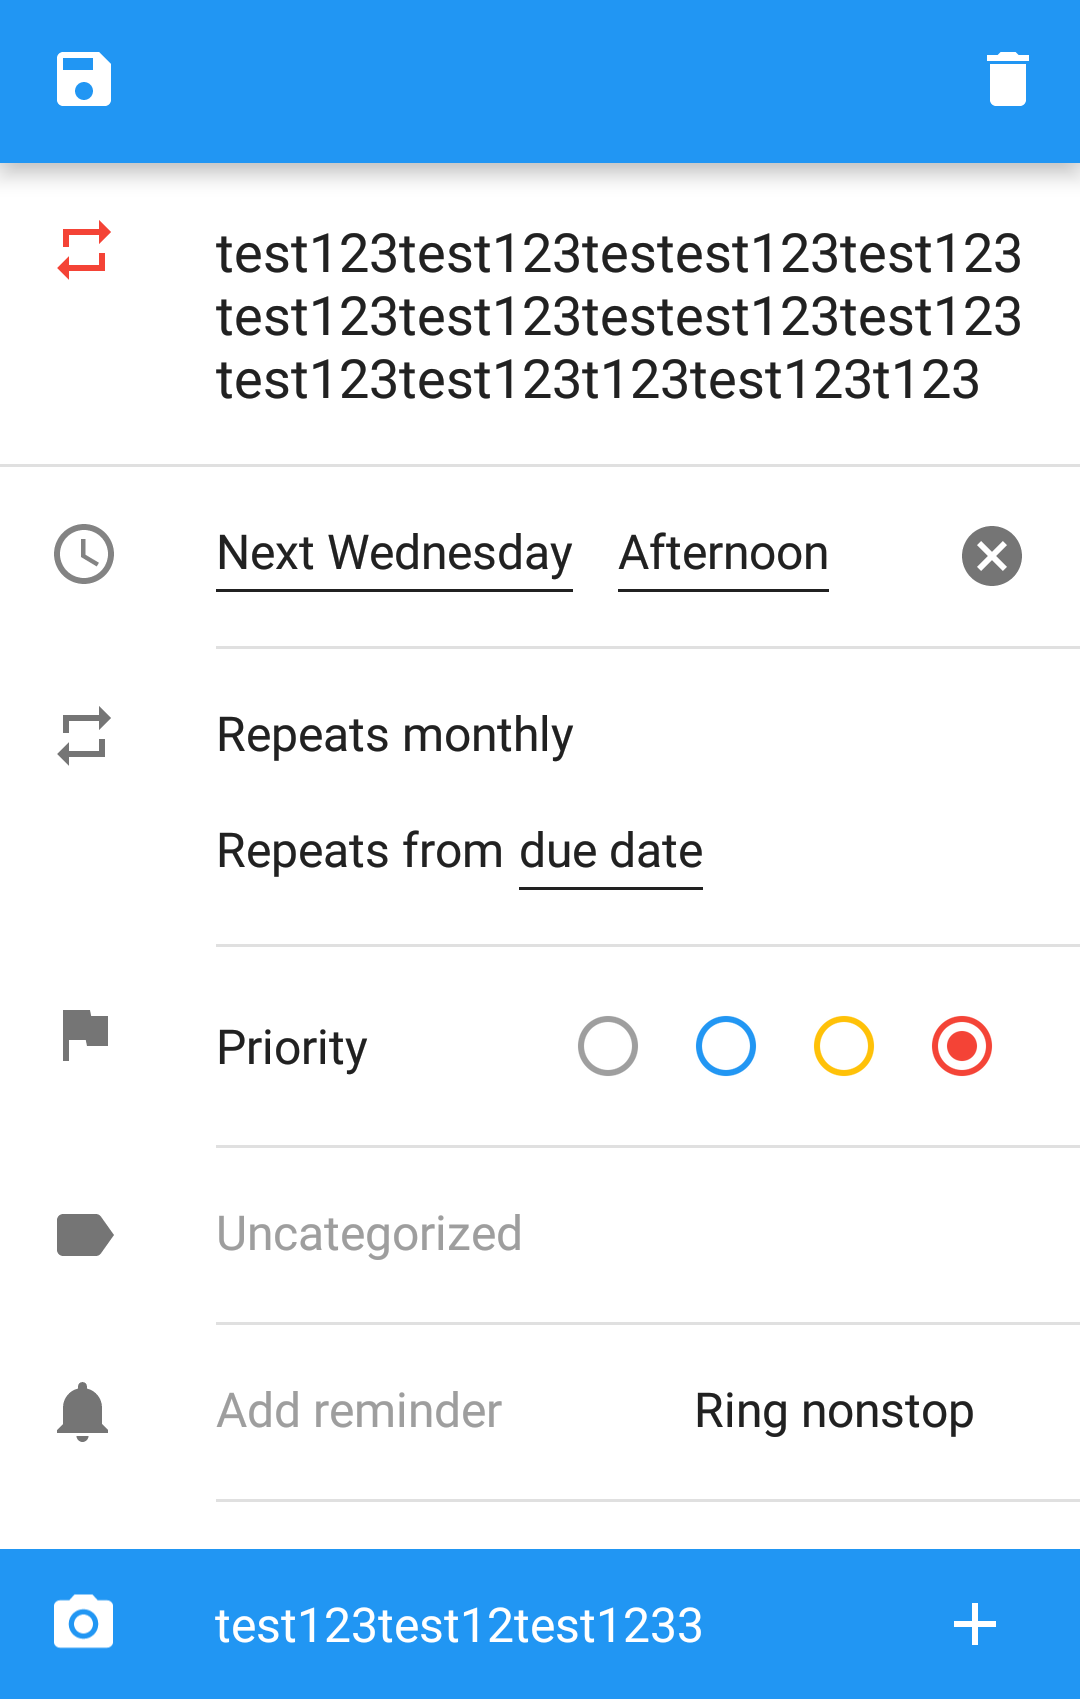 test123test123testest123test123
test123test123testest123test123
test123test123t123test123t123
Next Wednesday Afternoon
Repeats monthly
Repeats from due date
Priority
Uncategorized
Add reminder Ring nonstop
test123test12test1233